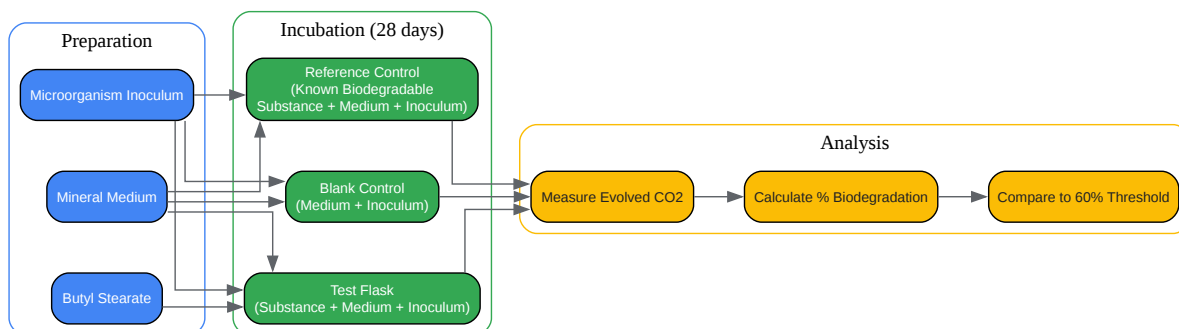 Preparation
Microorganism Inoculum
Mineral Medium
Butyl Stearate
Incubation (28 days)
Reference Control
(Known Biodegradable
Substance + Medium + Inoculum)
Blank Control
(Medium + Inoculum)
Test Flask
(Substance + Medium + Inoculum)
Analysis
Measure Evolved CO2
Calculate % Biodegradation
Compare to 60% Threshold